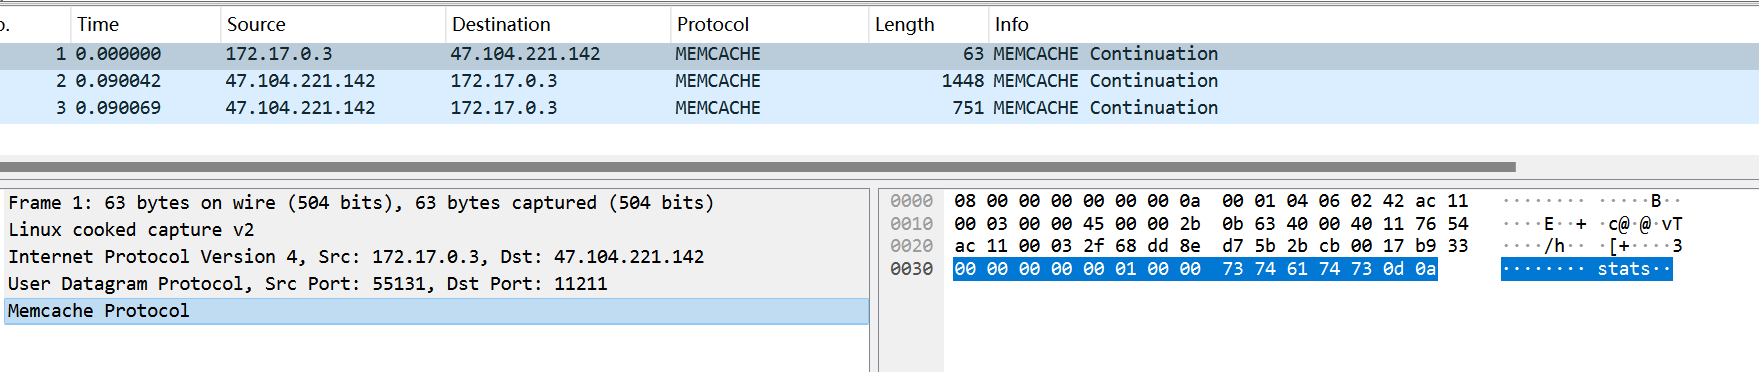 o. Time Source Destination Protocol Length Info
1 0.000000 172.17.0.3 47.104.221.142 MEMCACHE 63 MEMCACHE Continuation
2 0.090042 47.104.221.142 172.17.0.3 MEMCACHE 1448 MEMCACHE Continuation
3 0.090069 47.104.221.142 172.17.0.3 MEMCACHE 751 MEMCACHE Continuation
Frame 1: 63 bytes on wire (504 bits), 63 bytes captured (504 bits)
Linux cooked capture v2
Internet Protocol Version 4, Src: 172.17.0.3, Dst: 47.104.221.142
User Datagram Protocol, Src Port: 55131, Dst Port: 11211
Memcache Protocol
0000 08 00 00 00 00 00 00 0a 00 01 04 06 02 42 ac 11 ········ ·····B··
0010 00 03 00 00 45 00 00 2b 0b 63 40 00 40 11 76 54 ····E··+ ·c@·@·vT
0020 ac 11 00 03 2f 68 dd 8e d7 5b 2b cb 00 17 b9 33 ····/h·· ·[+····3
0030 00 00 00 00 00 01 00 00 73 74 61 74 73 0d 0a ········ stats··